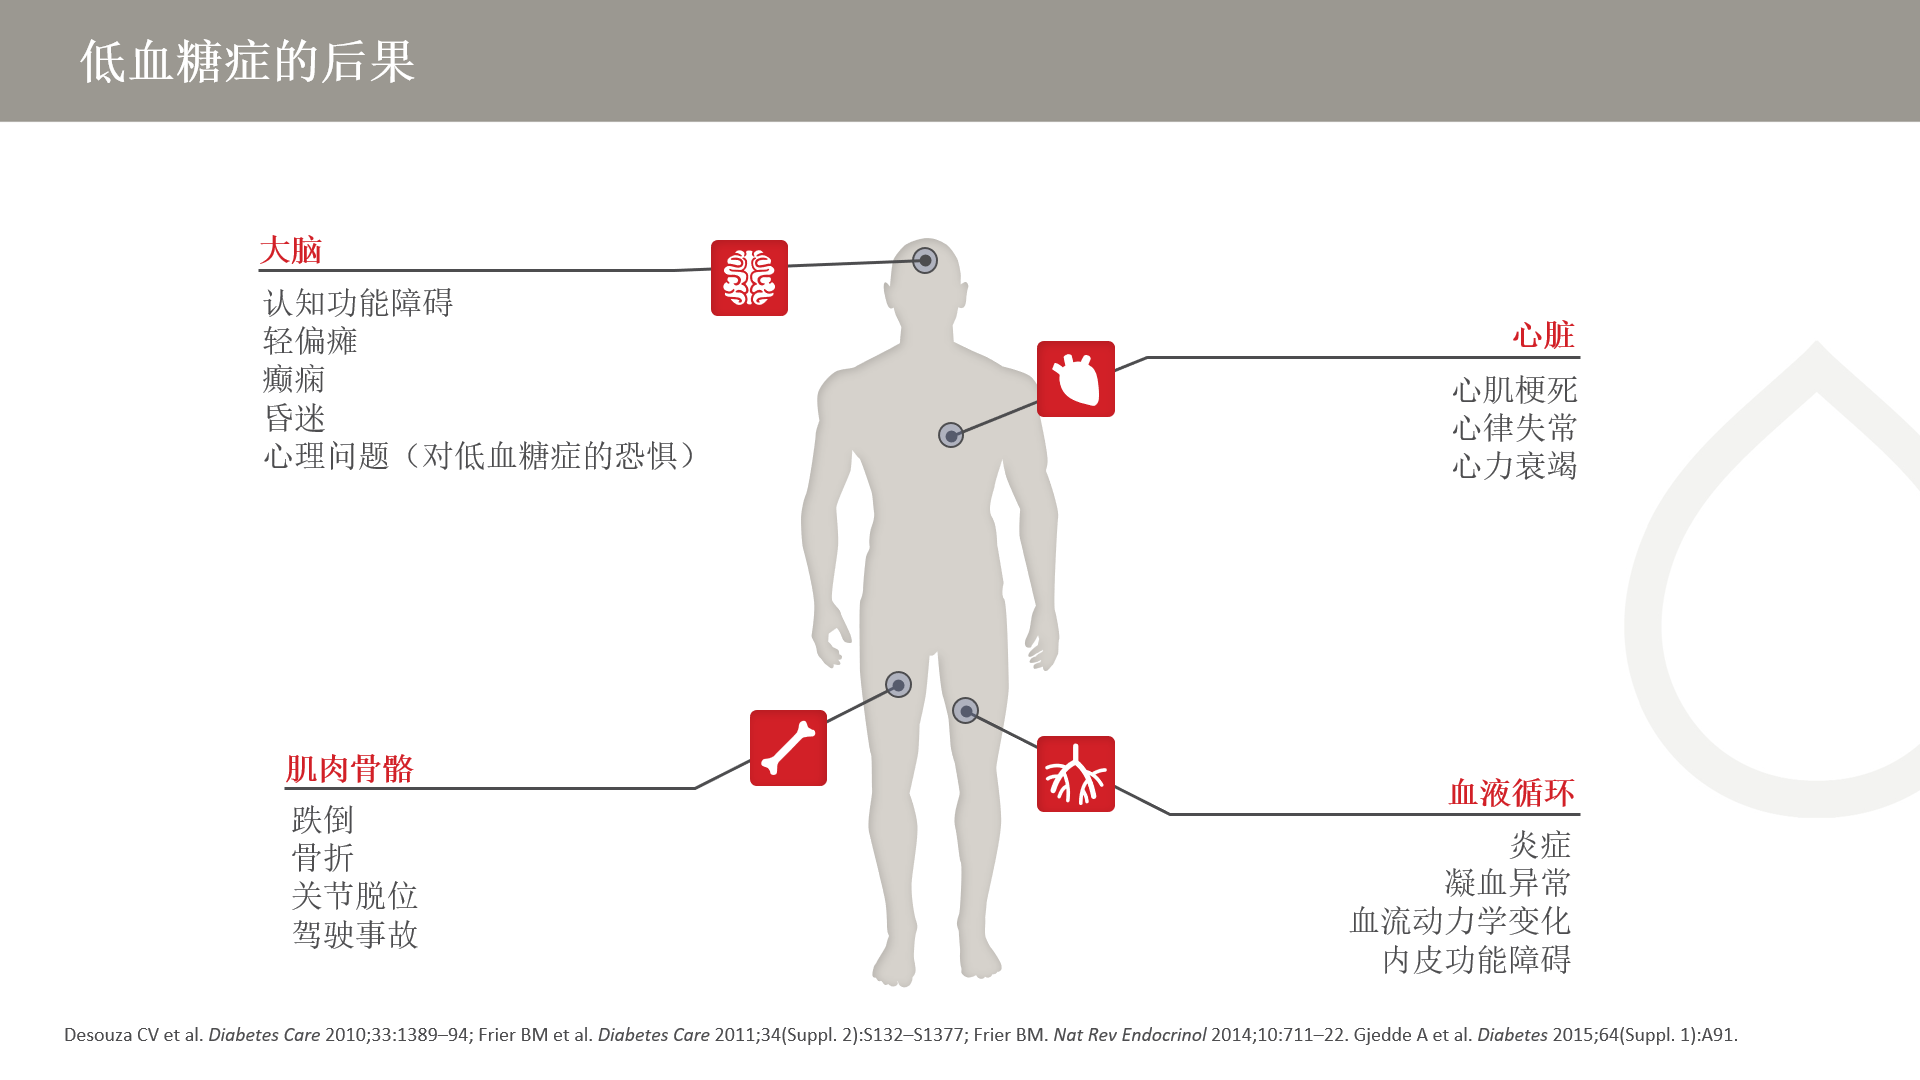 低血糖症的后果
大脑
认知功能障碍
轻偏瘫
癫痫
昏迷
心理问题（对低血糖症的恐惧）
心脏
心肌梗死
心律失常
心力衰竭
肌肉骨骼
跌倒
骨折
关节脱位
驾驶事故
血液循环
炎症
凝血异常
血流动力学变化
内皮功能障碍
Desouza CV et al. Diabetes Care 2010;33:1389–94; Frier BM et al. Diabetes Care 2011;34(Suppl. 2):S132–S1377; Frier BM. Nat Rev Endocrinol 2014;10:711–22. Gjedde A et al. Diabetes 2015;64(Suppl. 1):A91.